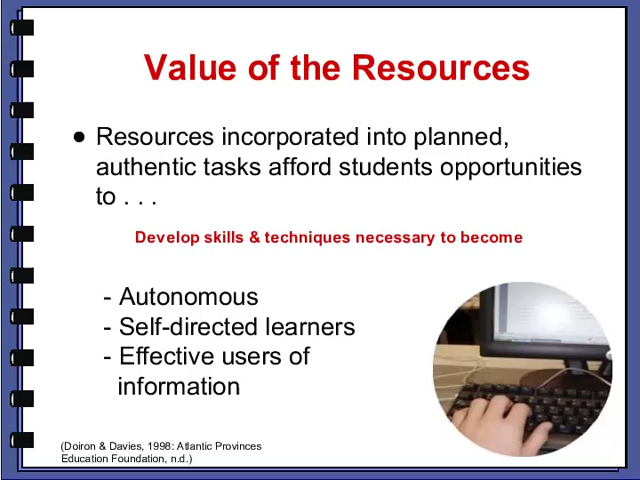 Value of the Resources
● Resources incorporated into planned,
authentic tasks afford students opportunities
to . . .
Develop skills & techniques necessary to become
- Autonomous
- Self-directed learners
- Effective users of
information
(Doiron & Davies, 1998: Atlantic Provinces
Education Foundation, n.d.)